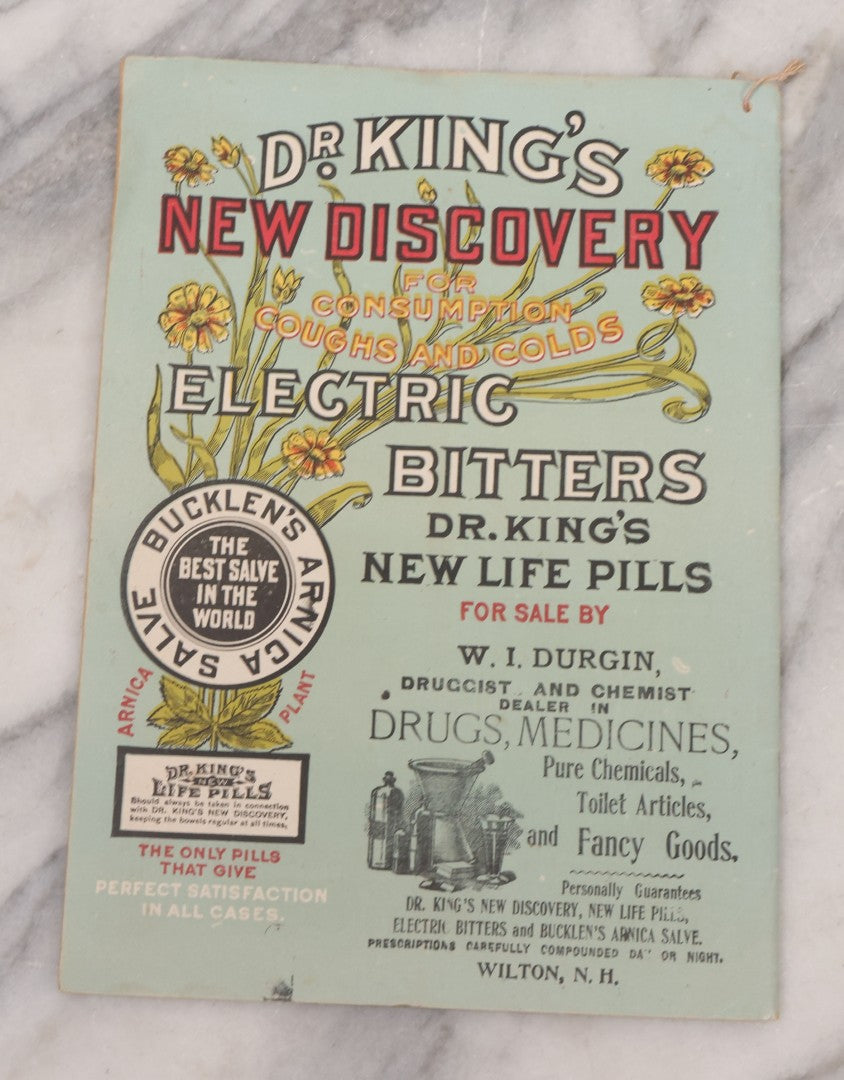 DR. KING'S
NEW DISCOVERY
FOR
CONSUMPTION
COUGHS AND COLDS
ELECTRIC
BITTERS
DR. KING'S
NEW LIFE PILLS
FOR SALE BY
W. I. DURGIN,
DRUGGIST AND CHEMIST
DEALER IN
DRUGS, MEDICINES,
Pure Chemicals,
Toilet Articles,
and Fancy Goods.
Personally Guarantees
DR. KING'S NEW DISCOVERY, NEW LIFE PILLS,
ELECTRIC BITTERS and BUCKLEN'S ARNICA SALVE.
PRESCRIPTIONS CAREFULLY COMPOUNDED DAY OR NIGHT.
WILTON, N. H.
BUCKLEN'S ARNICA SALVE
THE
BEST SALVE
IN THE
WORLD
ARNICA PLANT
DR. KING'S
NEW
LIFE PILLS
Should always be taken in connection
with DR. KING'S NEW DISCOVERY,
keeping the bowels regular at all times,
THE ONLY PILLS
THAT GIVE
PERFECT SATISFACTION
IN ALL CASES.